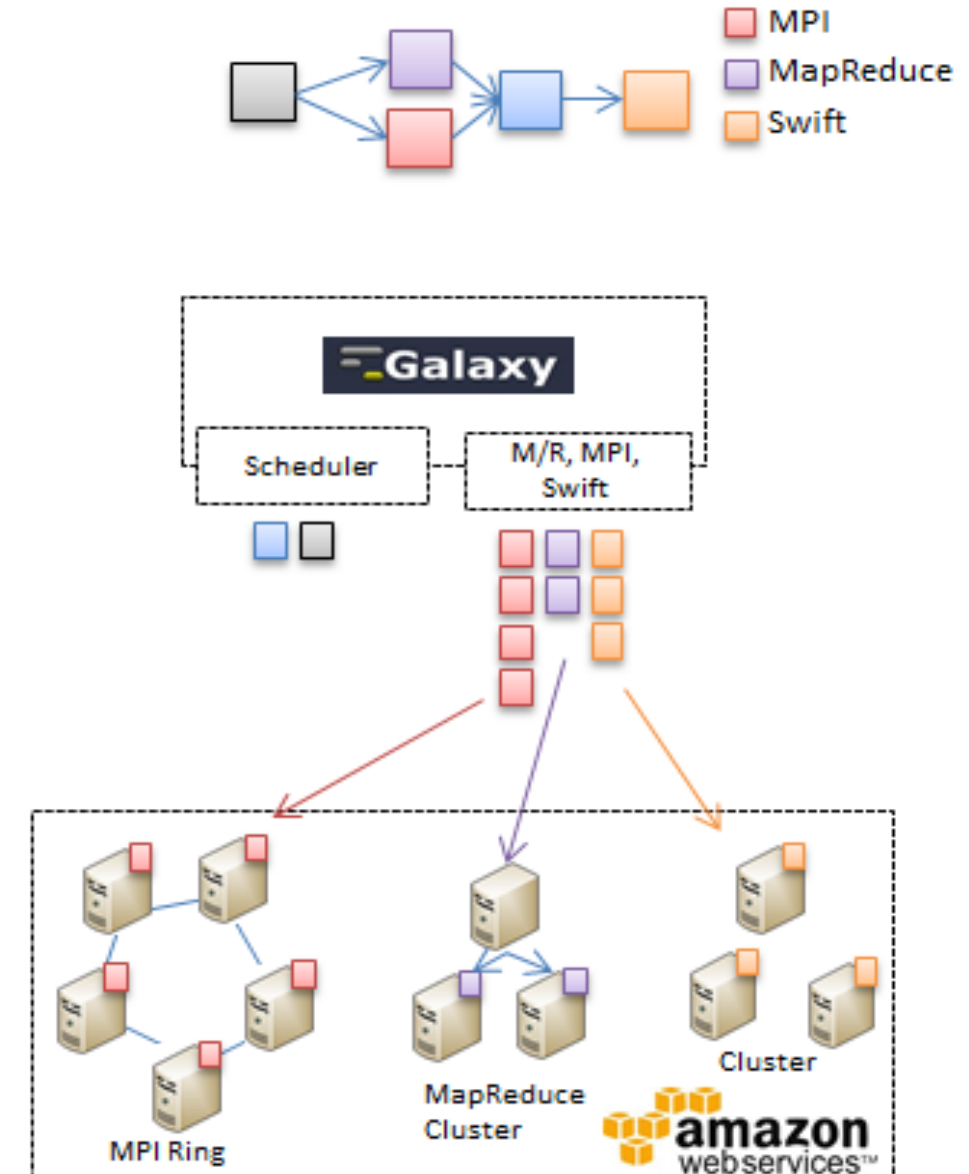 MPI
MapReduce
Swift
Galaxy
Scheduler
M/R, MPI,
Swift
MPI Ring
MapReduce
Cluster
Cluster
amazon
webservices™